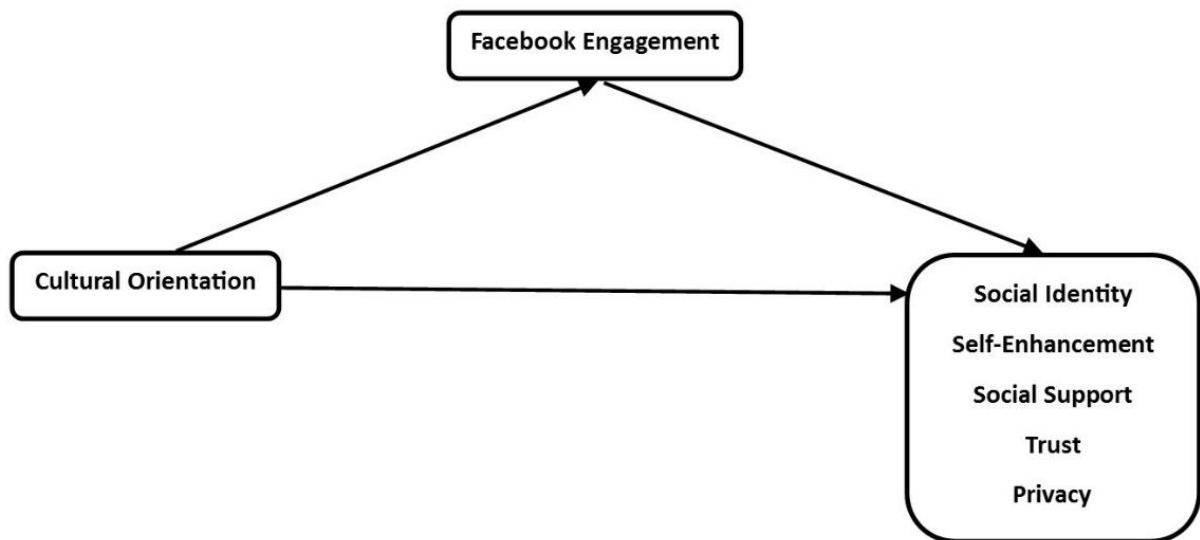 Facebook Engagement
Cultural Orientation
Social Identity
Self-Enhancement
Social Support
Trust
Privacy